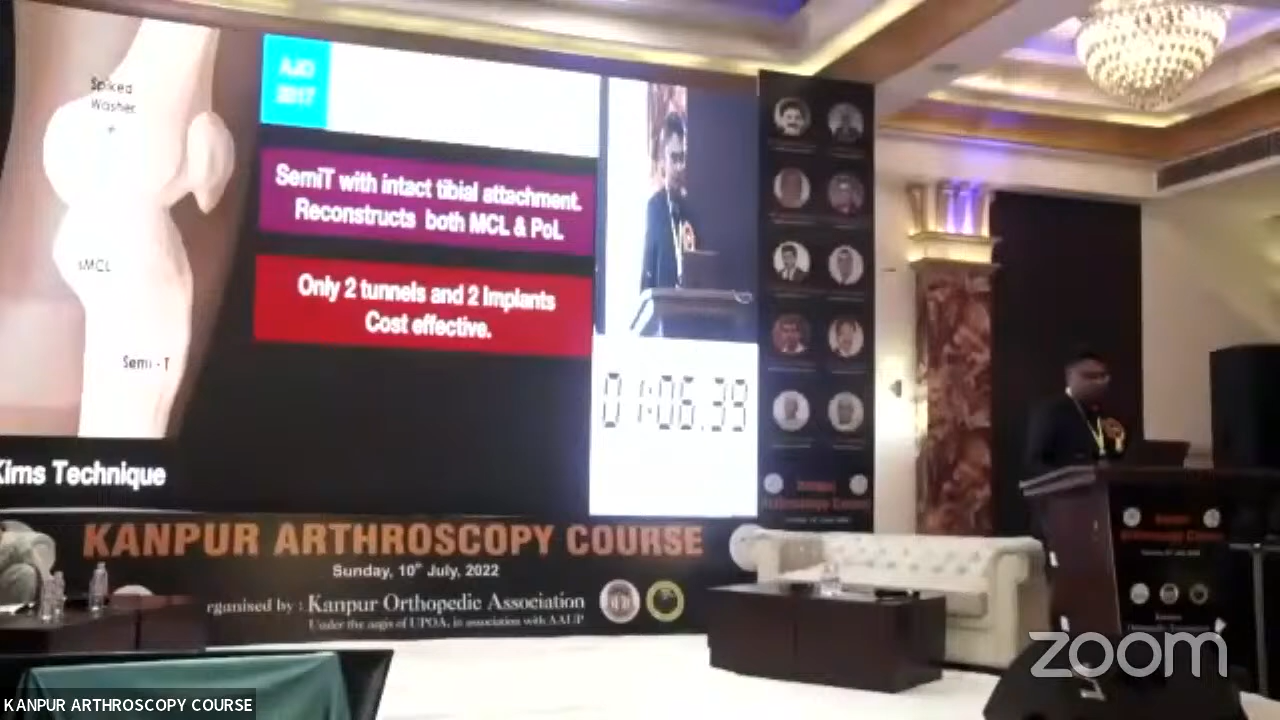 Spiked
Washer
sMCL
Semi - T
Kims Technique
AJO
2017
SemiT with intact tibial attachment.
Reconstructs both MCL & PoL
Only 2 tunnels and 2 Implants
Cost effective.
01:06.39
KANPUR ARTHROSCOPY COURSE
Sunday, 10th July, 2022
rganised by : Kanpur Orthopedic Association
Under the aegis of UPOA, in association with AAUP
zoom
KANPUR ARTHROSCOPY COURSE